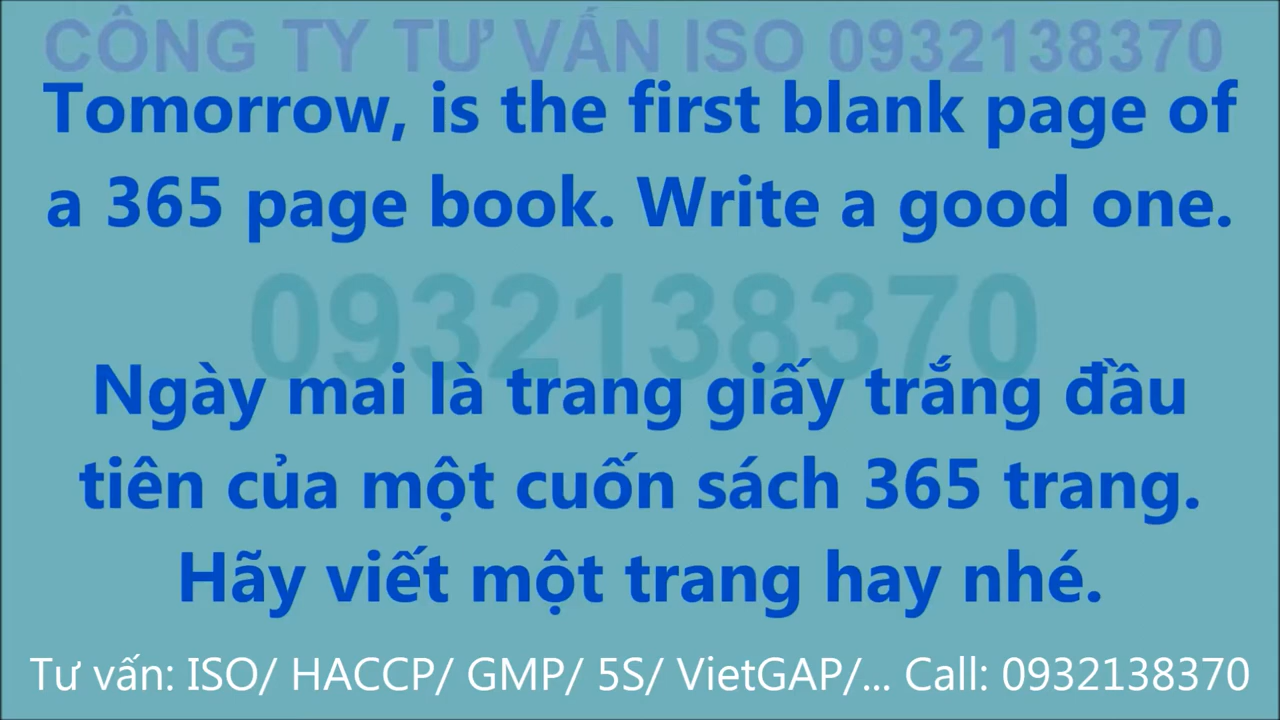 CÔNG TY TƯ VẤN ISO 0932138370
Tomorrow, is the first blank page of
a 365 page book. Write a good one.
0932138370
Ngày mai là trang giấy trắng đầu
tiên của một cuốn sách 365 trang.
Hãy viết một trang hay nhé.
Tư vấn: ISO/ HACCP/ GMP/ 5S/ VietGAP/... Call: 0932138370